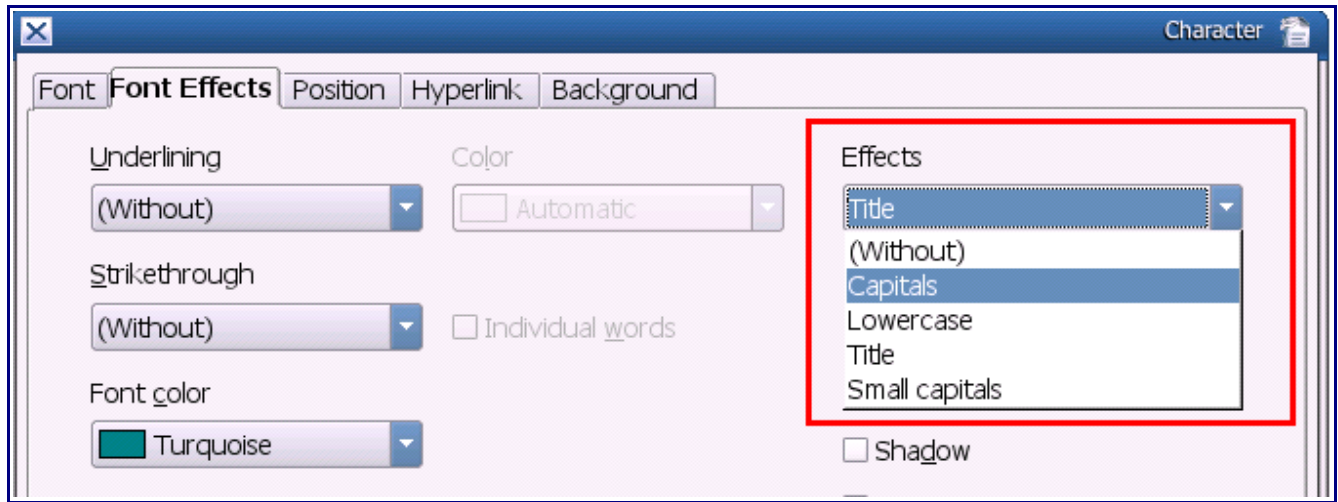 Character
Font Font Effects Position Hyperlink Background
Underlining
(Without)
Color
Automatic
Strikethrough
(Without)
Individual words
Font color
Turquoise
Effects
Title
(Without)
Capitals
Lowercase
Title
Small capitals
Shadow